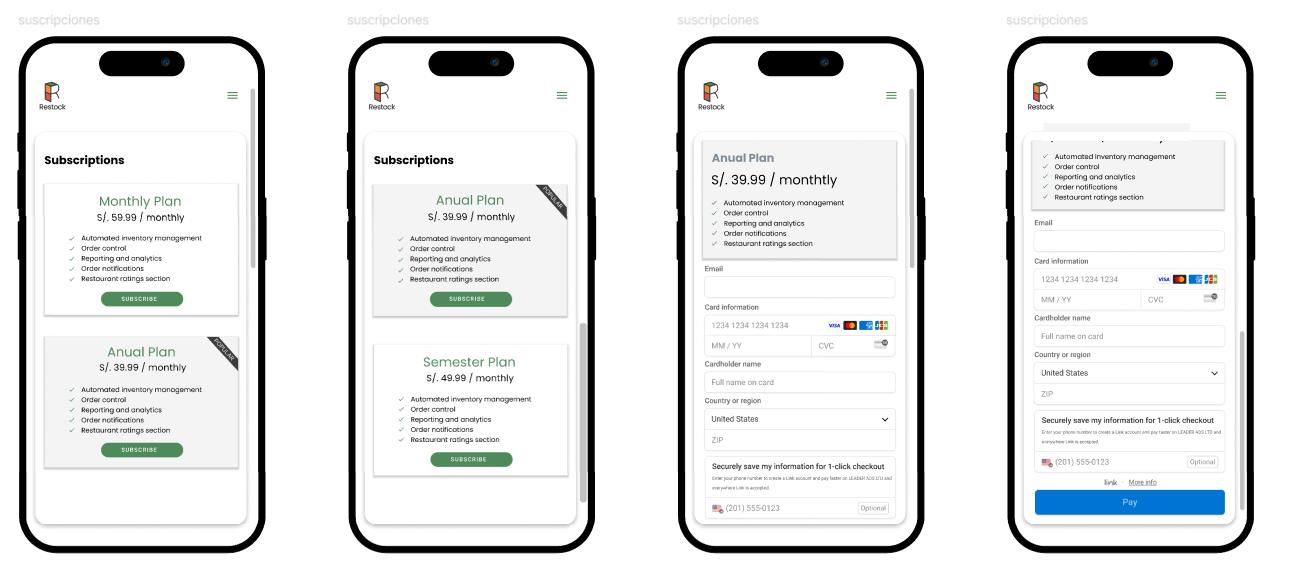 suscripciones
Restock
Subscriptions
Monthly Plan
S/. 59.99 / monthly
Automated inventory management
Order control
Reporting and analytics
Order notifications
Restaurant ratings section
SUBSCRIBE
POPULAR
Anual Plan
S/. 39.99 / monthly
Automated inventory management
Order control
Reporting and analytics
Order notifications
Restaurant ratings section
SUBSCRIBE
suscripciones
Restock
Subscriptions
POPULAR
Anual Plan
S/. 39.99 / monthly
Automated inventory management
Order control
Reporting and analytics
Order notifications
Restaurant ratings section
SUBSCRIBE
Semester Plan
S/. 49.99 / monthly
Automated inventory management
Order control
Reporting and analytics
Order notifications
Restaurant ratings section
SUBSCRIBE
suscripciones
Restock
Anual Plan
S/. 39.99 / monthtly
Automated inventory management
Order control
Reporting and analytics
Order notifications
Restaurant ratings section
Email
Card information
1234 1234 1234 1234 VISA
MM / YY CVC
Cardholder name
Full name on card
Country or region
United States
ZIP
Securely save my information for 1-click checkout
Enter your phone number to create a Link account and pay faster on LEADER ADS LTD and
everywhere Link is accepted.
(201) 555-0123 Optional
suscripciones
Restock
Automated inventory management
Order control
Reporting and analytics
Order notifications
Restaurant ratings section
Email
Card information
1234 1234 1234 1234 VISA
MM / YY CVC
Cardholder name
Full name on card
Country or region
United States
ZIP
Securely save my information for 1-click checkout
Enter your phone number to create a Link account and pay faster on LEADER ADS LTD and
everywhere Link is accepted.
(201) 555-0123 Optional
link · More info
Pay